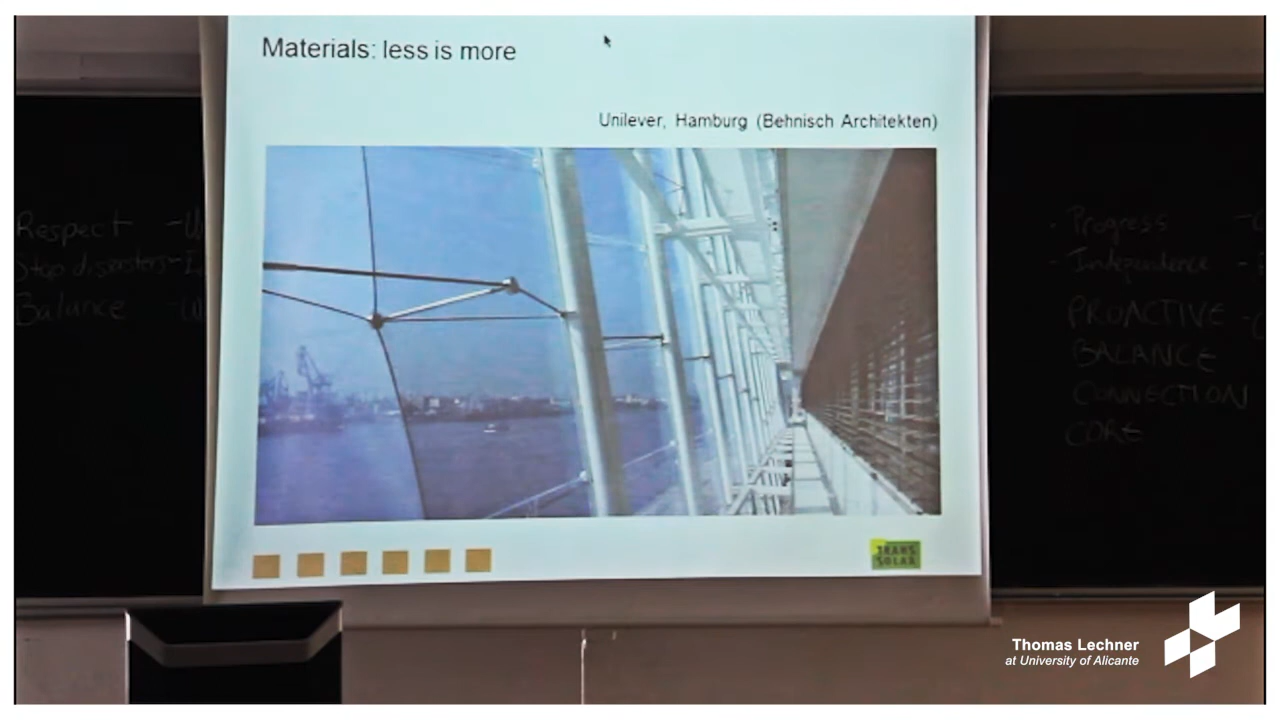 Materials: less is more
Unilever, Hamburg (Behnisch Architekten)
Respect
Stop disasters
Balance
- Progress
- Independence
PROACTIVE
BALANCE
CONNECTION
CORE
TRANS
SOLAR
Thomas Lechner
at University of Alicante